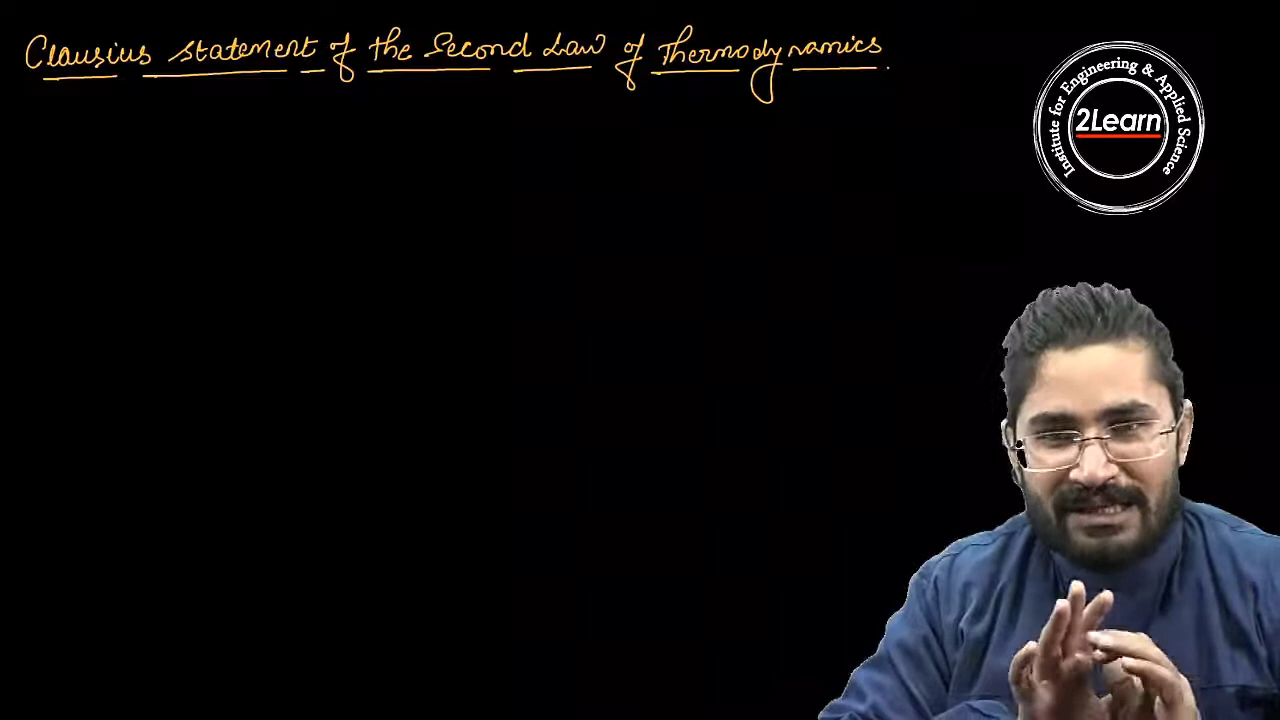 Clausius statement of the Second Law of Thermodynamics.
Institute for Engineering & Applied Science
2Learn